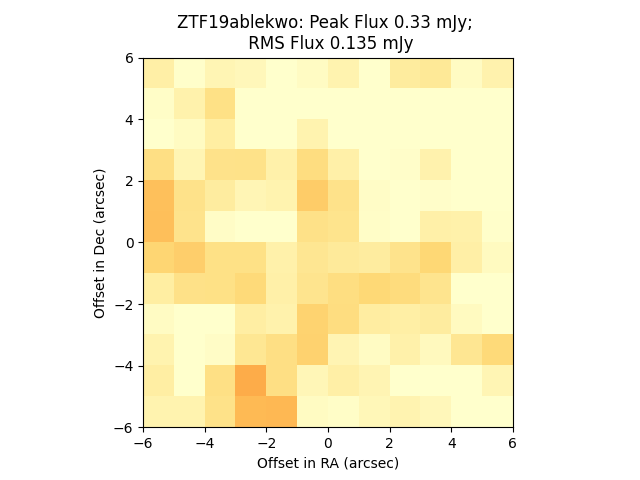 ZTF19ablekwo: Peak Flux 0.33 mJy;
RMS Flux 0.135 mJy
6
4
2
0
−2
−4
−6
Offset in Dec (arcsec)
−6 −4 −2 0 2 4 6
Offset in RA (arcsec)